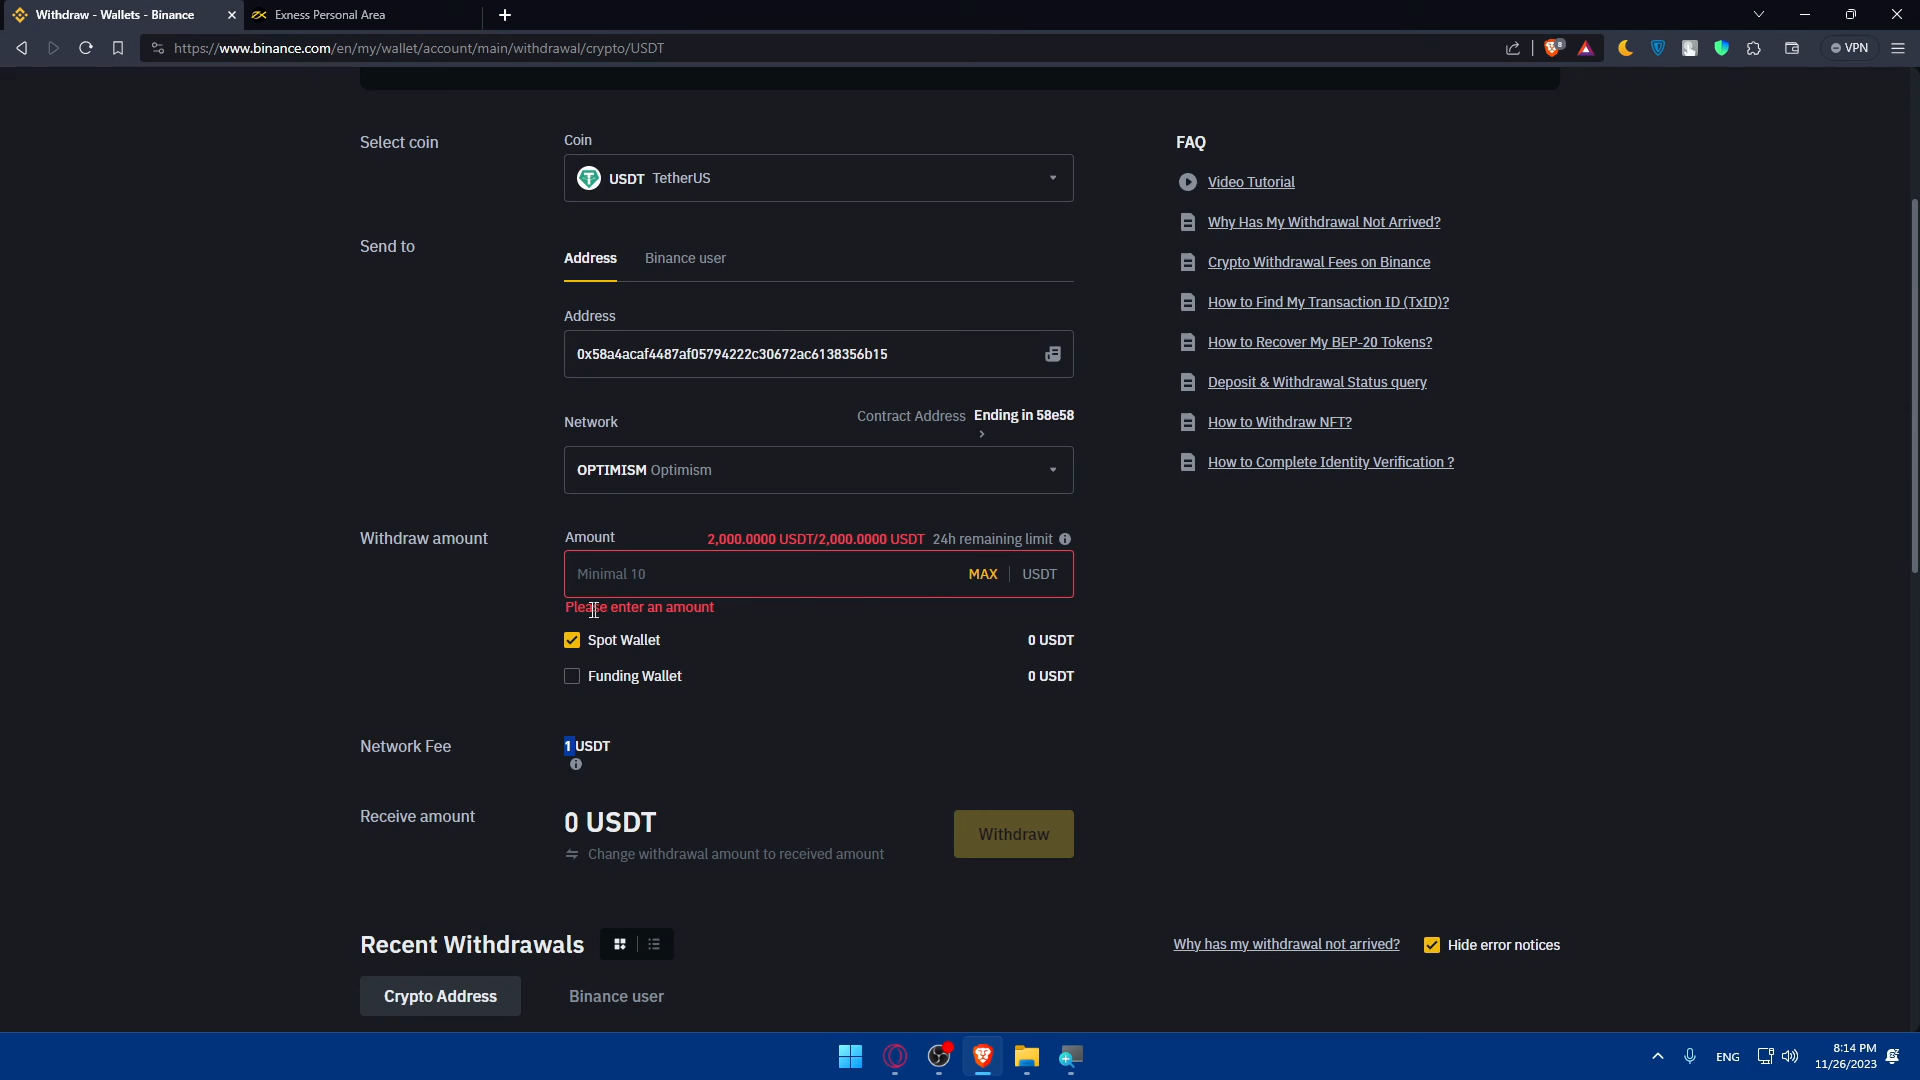 Withdraw - Wallets - Binance
Exness Personal Area
https://www.binance.com/en/my/wallet/account/main/withdrawal/crypto/USDT
8
VPN
Select coin
Coin
USDT TetherUS
Send to
Address
Binance user
Address
0x58a4acaf4487af05794222c30672ac6138356b15
Network
Contract Address Ending in 58e58
OPTIMISM Optimism
Withdraw amount
Amount
2,000.0000 USDT/2,000.0000 USDT 24h remaining limit
Minimal 10
MAX
USDT
Please enter an amount
Spot Wallet
0 USDT
Funding Wallet
0 USDT
Network Fee
1 USDT
Receive amount
0 USDT
Change withdrawal amount to received amount
Withdraw
FAQ
Video Tutorial
Why Has My Withdrawal Not Arrived?
Crypto Withdrawal Fees on Binance
How to Find My Transaction ID (TxID)?
How to Recover My BEP-20 Tokens?
Deposit & Withdrawal Status query
How to Withdraw NFT?
How to Complete Identity Verification ?
Recent Withdrawals
Why has my withdrawal not arrived?
Hide error notices
Crypto Address
Binance user
ENG
8:14 PM
11/26/2023